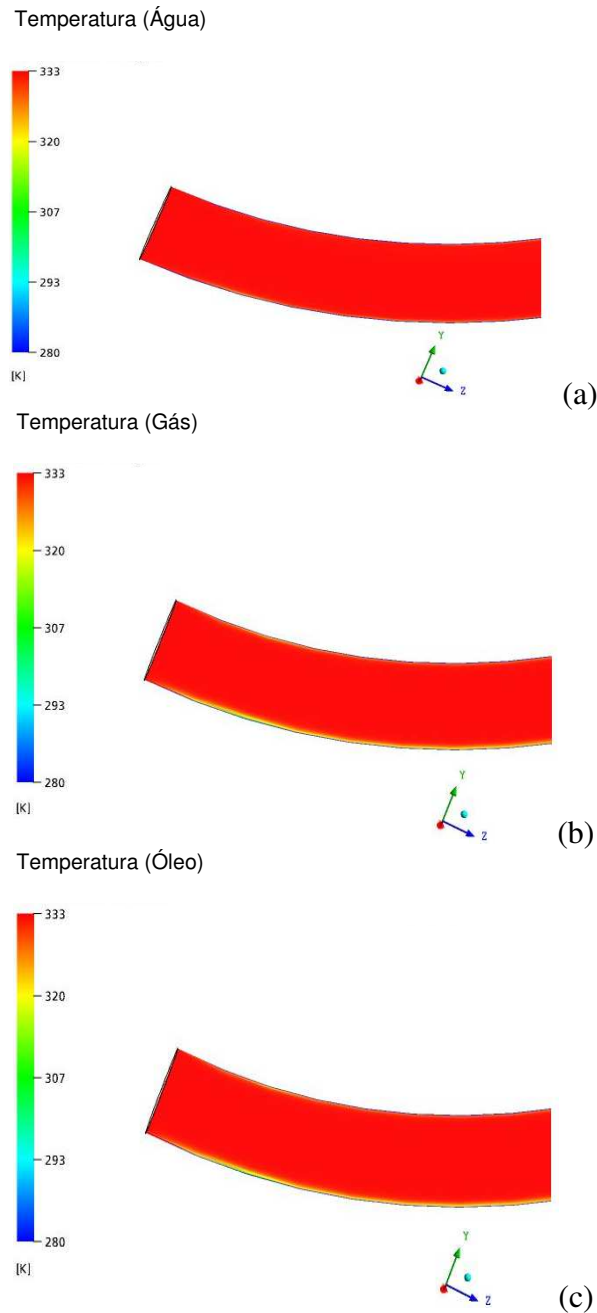 Temperatura (Água)
333
320
307
293
280
[K]
Y
Z
(a)
Temperatura (Gás)
333
320
307
293
280
[K]
Y
Z
(b)
Temperatura (Óleo)
333
320
307
293
280
[K]
Y
Z
(c)